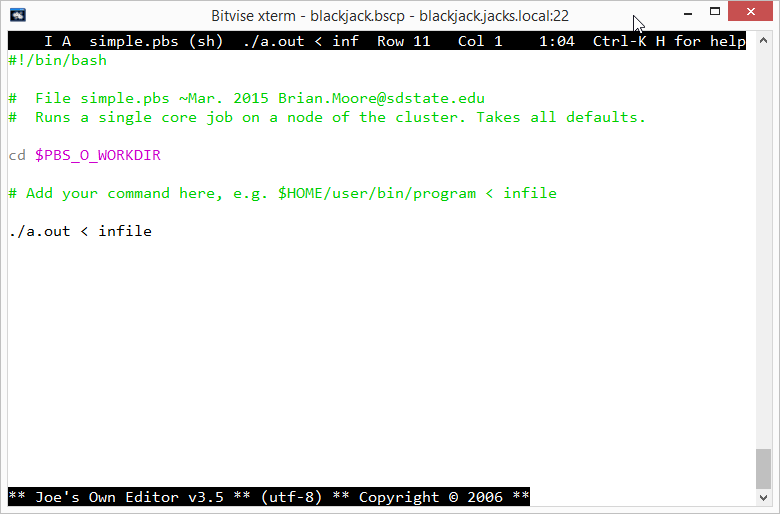 Bitvise xterm - blackjack.bscp - blackjack.jacks.local:22
I A  simple.pbs (sh)  ./a.out < inf  Row 11   Col 1    1:04  Ctrl-K H for help
#!/bin/bash
#  File simple.pbs ~Mar. 2015 Brian.Moore@sdstate.edu
#  Runs a single core job on a node of the cluster. Takes all defaults.
cd $PBS_O_WORKDIR
# Add your command here, e.g. $HOME/user/bin/program < infile
./a.out < infile
** Joe's Own Editor v3.5 ** (utf-8) ** Copyright © 2006 **